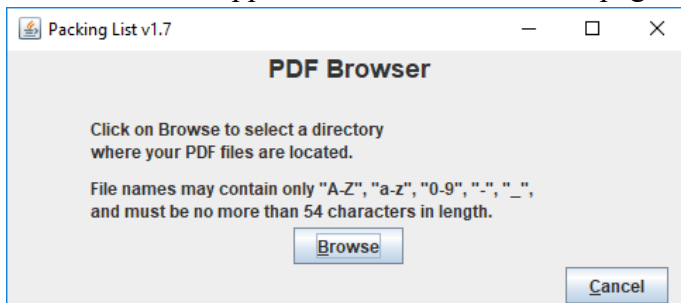 Packing List v1.7
PDF Browser
Click on Browse to select a directory
where your PDF files are located.
File names may contain only "A-Z", "a-z", "0-9", "-", "_",
and must be no more than 54 characters in length.
Browse
Cancel